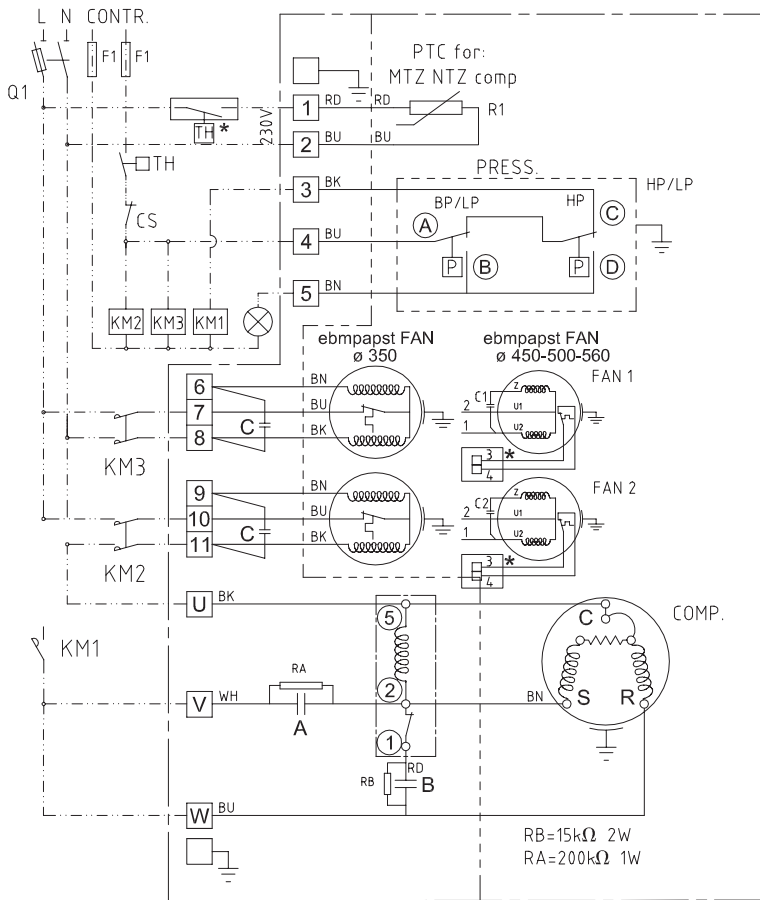 L N CONTR.
F1 F1
Q1
PTC for:
MTZ NTZ comp
1 RD RD R1
TH *
230V
2 BU BU
TH
PRESS.
3 BK HP/LP
BP/LP HP
A C
CS
4 BU
P B P D
5 BN
KM2 KM3 KM1
ebmpapst FAN
ø 350
ebmpapst FAN
ø 450-500-560
FAN 1
6 BN
7 BU
8 BK
C
KM3
C1 Z
2 U1
1 U2
3 *
4
FAN 2
9 BN
10 BU
11 BK
C
KM2
C2 Z
2 U1
1 U2
3 *
4
U BK
5
C COMP.
KM1
RA
2
V WH BN S R
A
1
RD
RB B
W BU
RB=15kΩ 2W
RA=200kΩ 1W